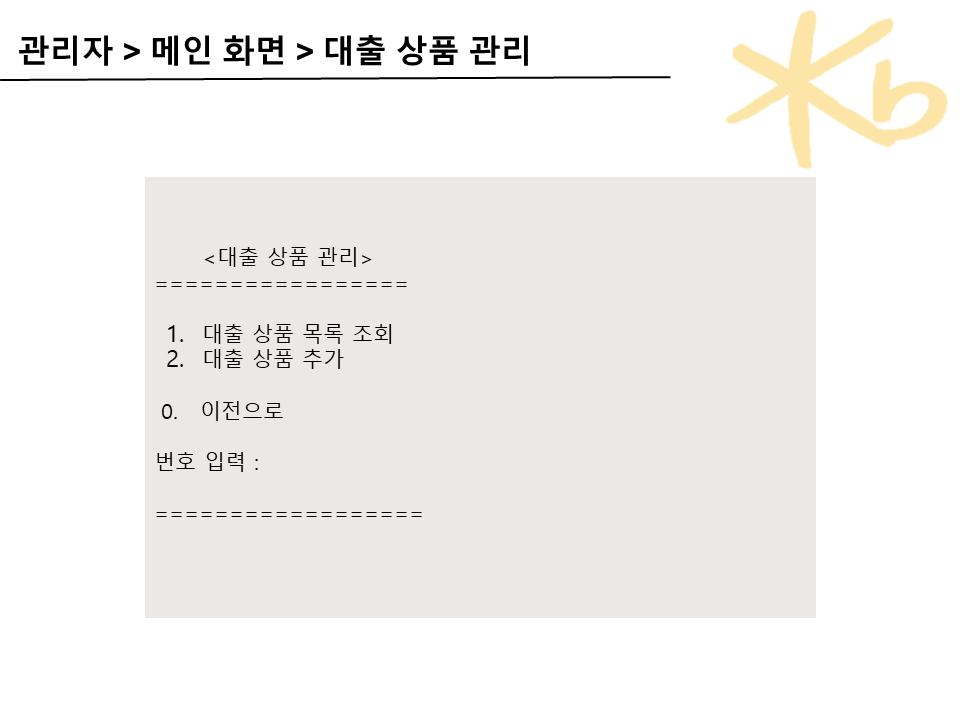 관리자 > 메인 화면 > 대출 상품 관리
Kb
<대출 상품 관리>
=================
1. 대출 상품 목록 조회
2. 대출 상품 추가
0. 이전으로
번호 입력 :
==================